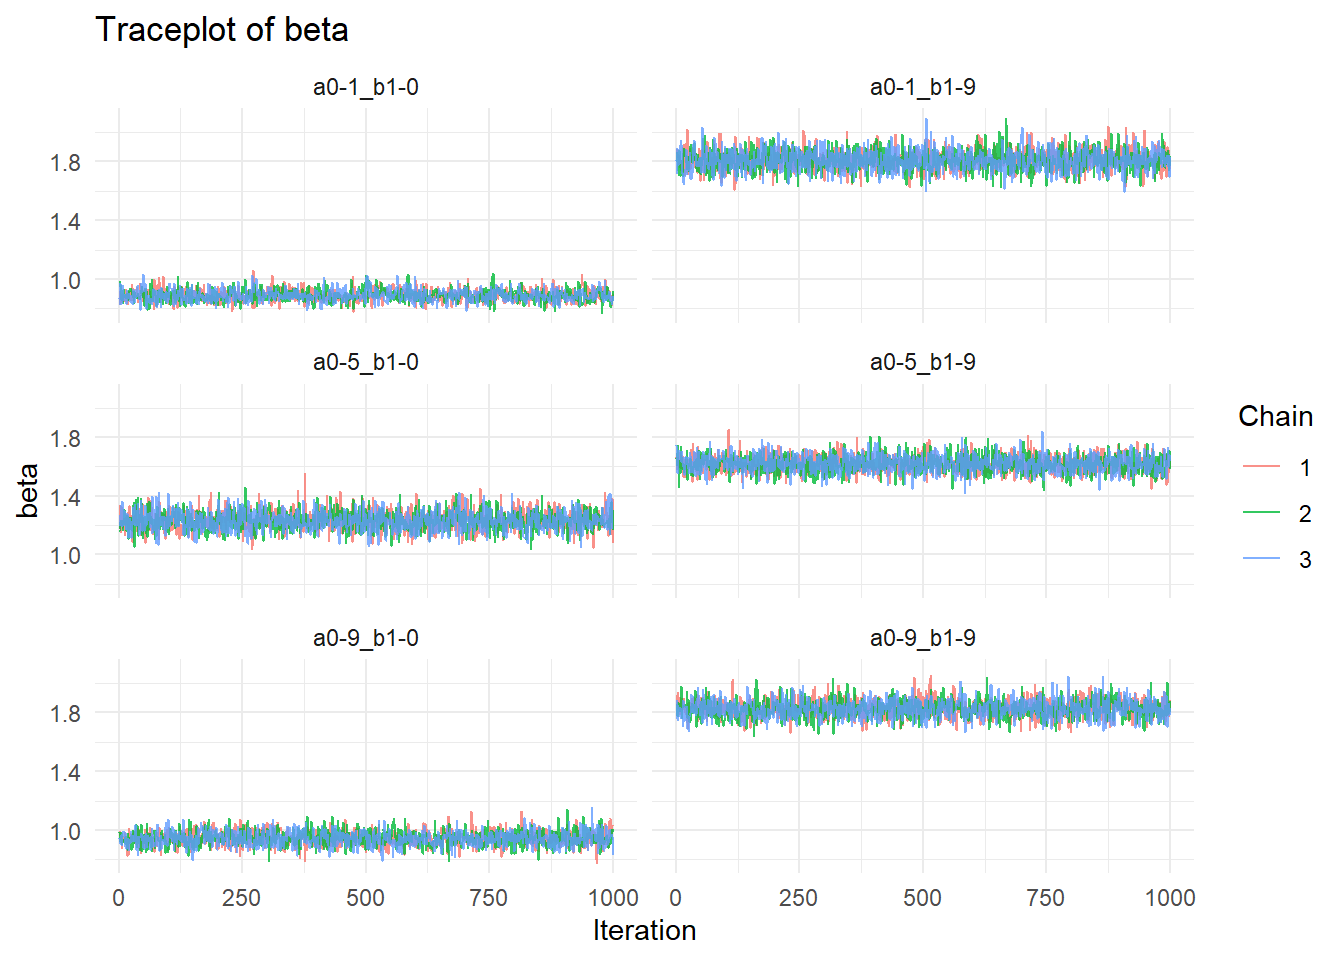 Traceplot of beta
a0-1_b1-0 a0-1_b1-9
1.8
1.4
1.0
a0-5_b1-0 a0-5_b1-9
1.8
1.4
1.0
beta
a0-9_b1-0 a0-9_b1-9
1.8
1.4
1.0
0 250 500 750 1000 0 250 500 750 1000
Iteration
Chain
1
2
3